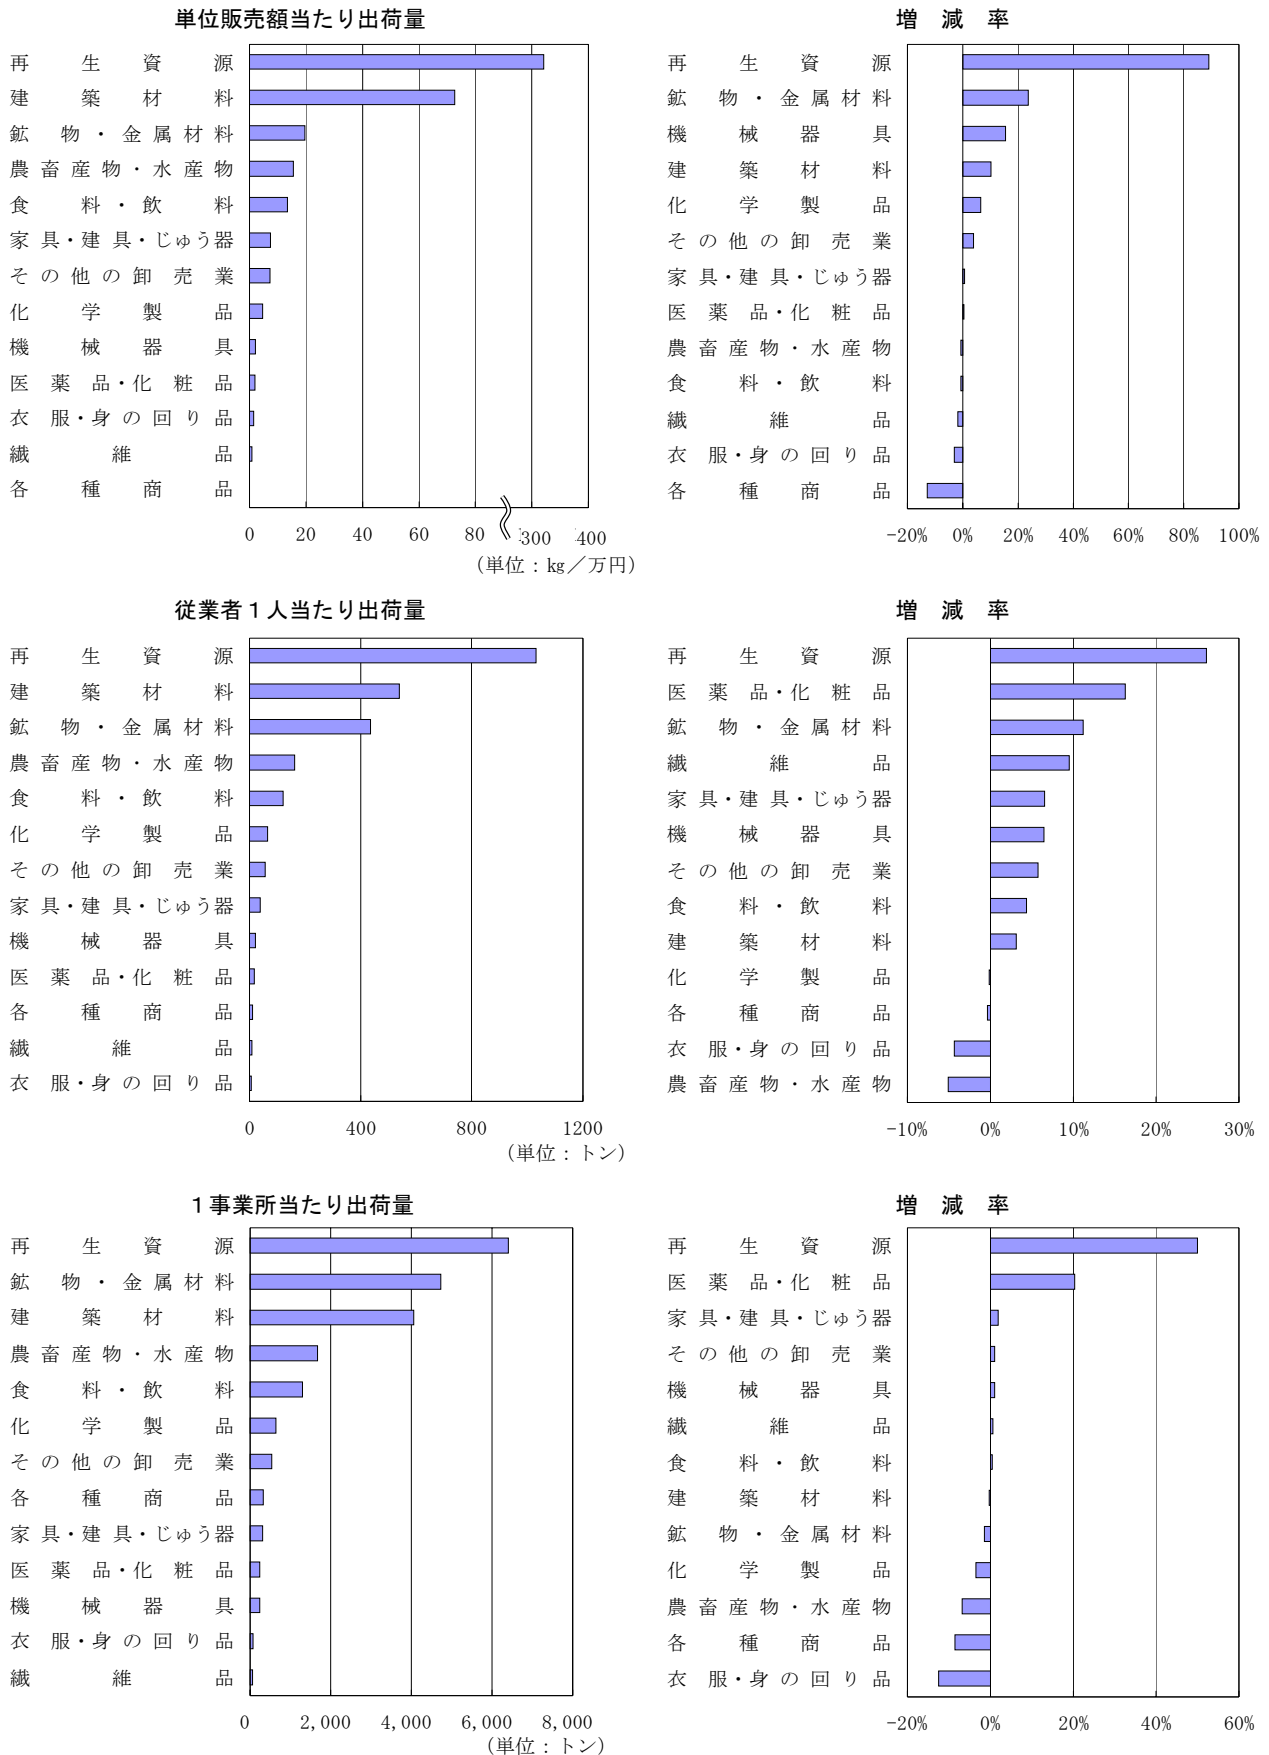 単位販売額当たり出荷量
再生資源
建築材料
鉱物・金属材料
農畜産物・水産物
食料・飲料
家具・建具・じゅう器
その他の卸売業
化学製品
機械器具
医薬品・化粧品
衣服・身の回り品
繊維品
各種商品
0 20 40 60 80 300 400
(単位：㎏／万円)
増減率
再生資源
鉱物・金属材料
機械器具
建築材料
化学製品
その他の卸売業
家具・建具・じゅう器
医薬品・化粧品
農畜産物・水産物
食料・飲料
繊維品
衣服・身の回り品
各種商品
-20% 0% 20% 40% 60% 80% 100%
従業者１人当たり出荷量
再生資源
建築材料
鉱物・金属材料
農畜産物・水産物
食料・飲料
化学製品
その他の卸売業
家具・建具・じゅう器
機械器具
医薬品・化粧品
各種商品
繊維品
衣服・身の回り品
0 400 800 1200
(単位：トン)
増減率
再生資源
医薬品・化粧品
鉱物・金属材料
繊維品
家具・建具・じゅう器
機械器具
その他の卸売業
食料・飲料
建築材料
化学製品
各種商品
衣服・身の回り品
農畜産物・水産物
-10% 0% 10% 20% 30%
１事業所当たり出荷量
再生資源
鉱物・金属材料
建築材料
農畜産物・水産物
食料・飲料
化学製品
その他の卸売業
各種商品
家具・建具・じゅう器
医薬品・化粧品
機械器具
衣服・身の回り品
繊維品
0 2,000 4,000 6,000 8,000
(単位：トン)
増減率
再生資源
医薬品・化粧品
家具・建具・じゅう器
その他の卸売業
機械器具
繊維品
食料・飲料
建築材料
鉱物・金属材料
化学製品
農畜産物・水産物
各種商品
衣服・身の回り品
-20% 0% 20% 40% 60%